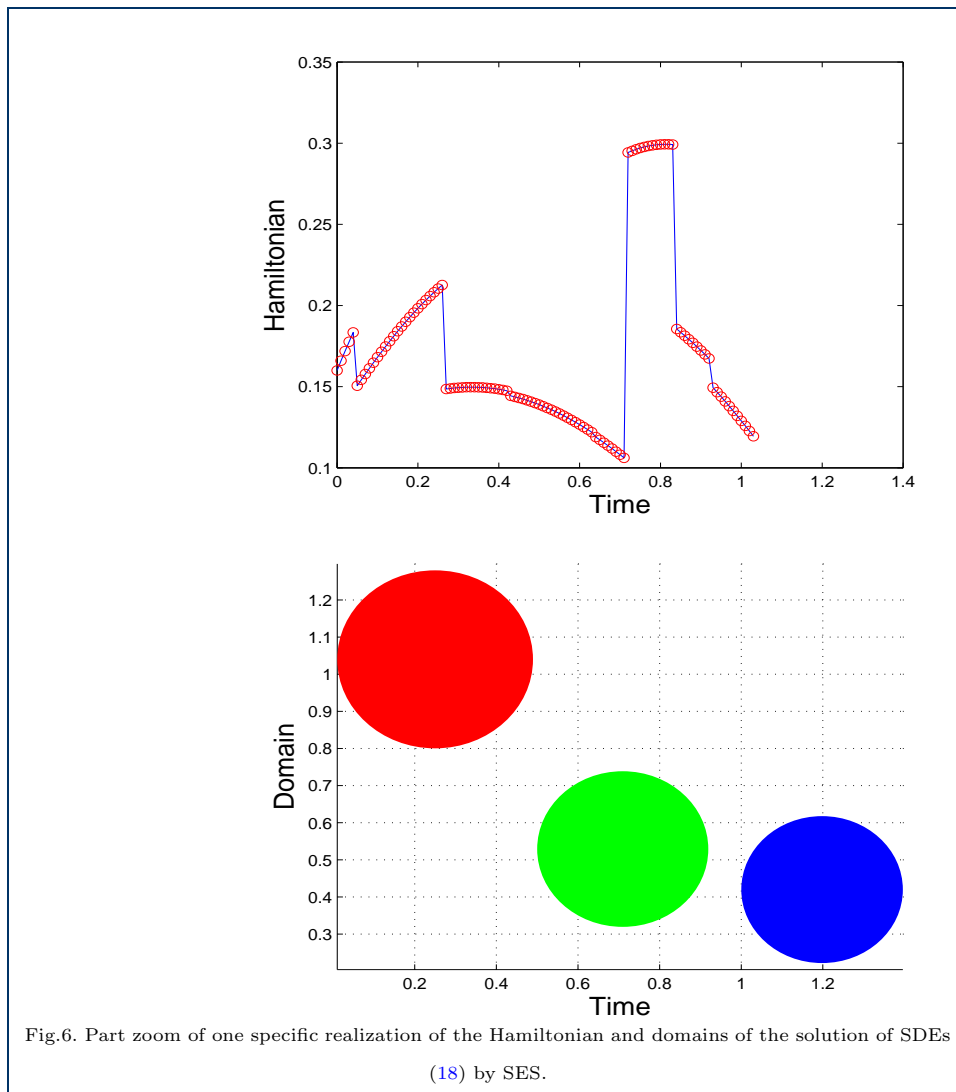 0.35
0.3
0.25
0.2
0.15
0.1
Hamiltonian
0 0.2 0.4 0.6 0.8 1 1.2 1.4
Time
1.2
1.1
1
0.9
0.8
0.7
0.6
0.5
0.4
0.3
Domain
0.2 0.4 0.6 0.8 1 1.2
Time
Fig.6. Part zoom of one specific realization of the Hamiltonian and domains of the solution of SDEs
(18) by SES.